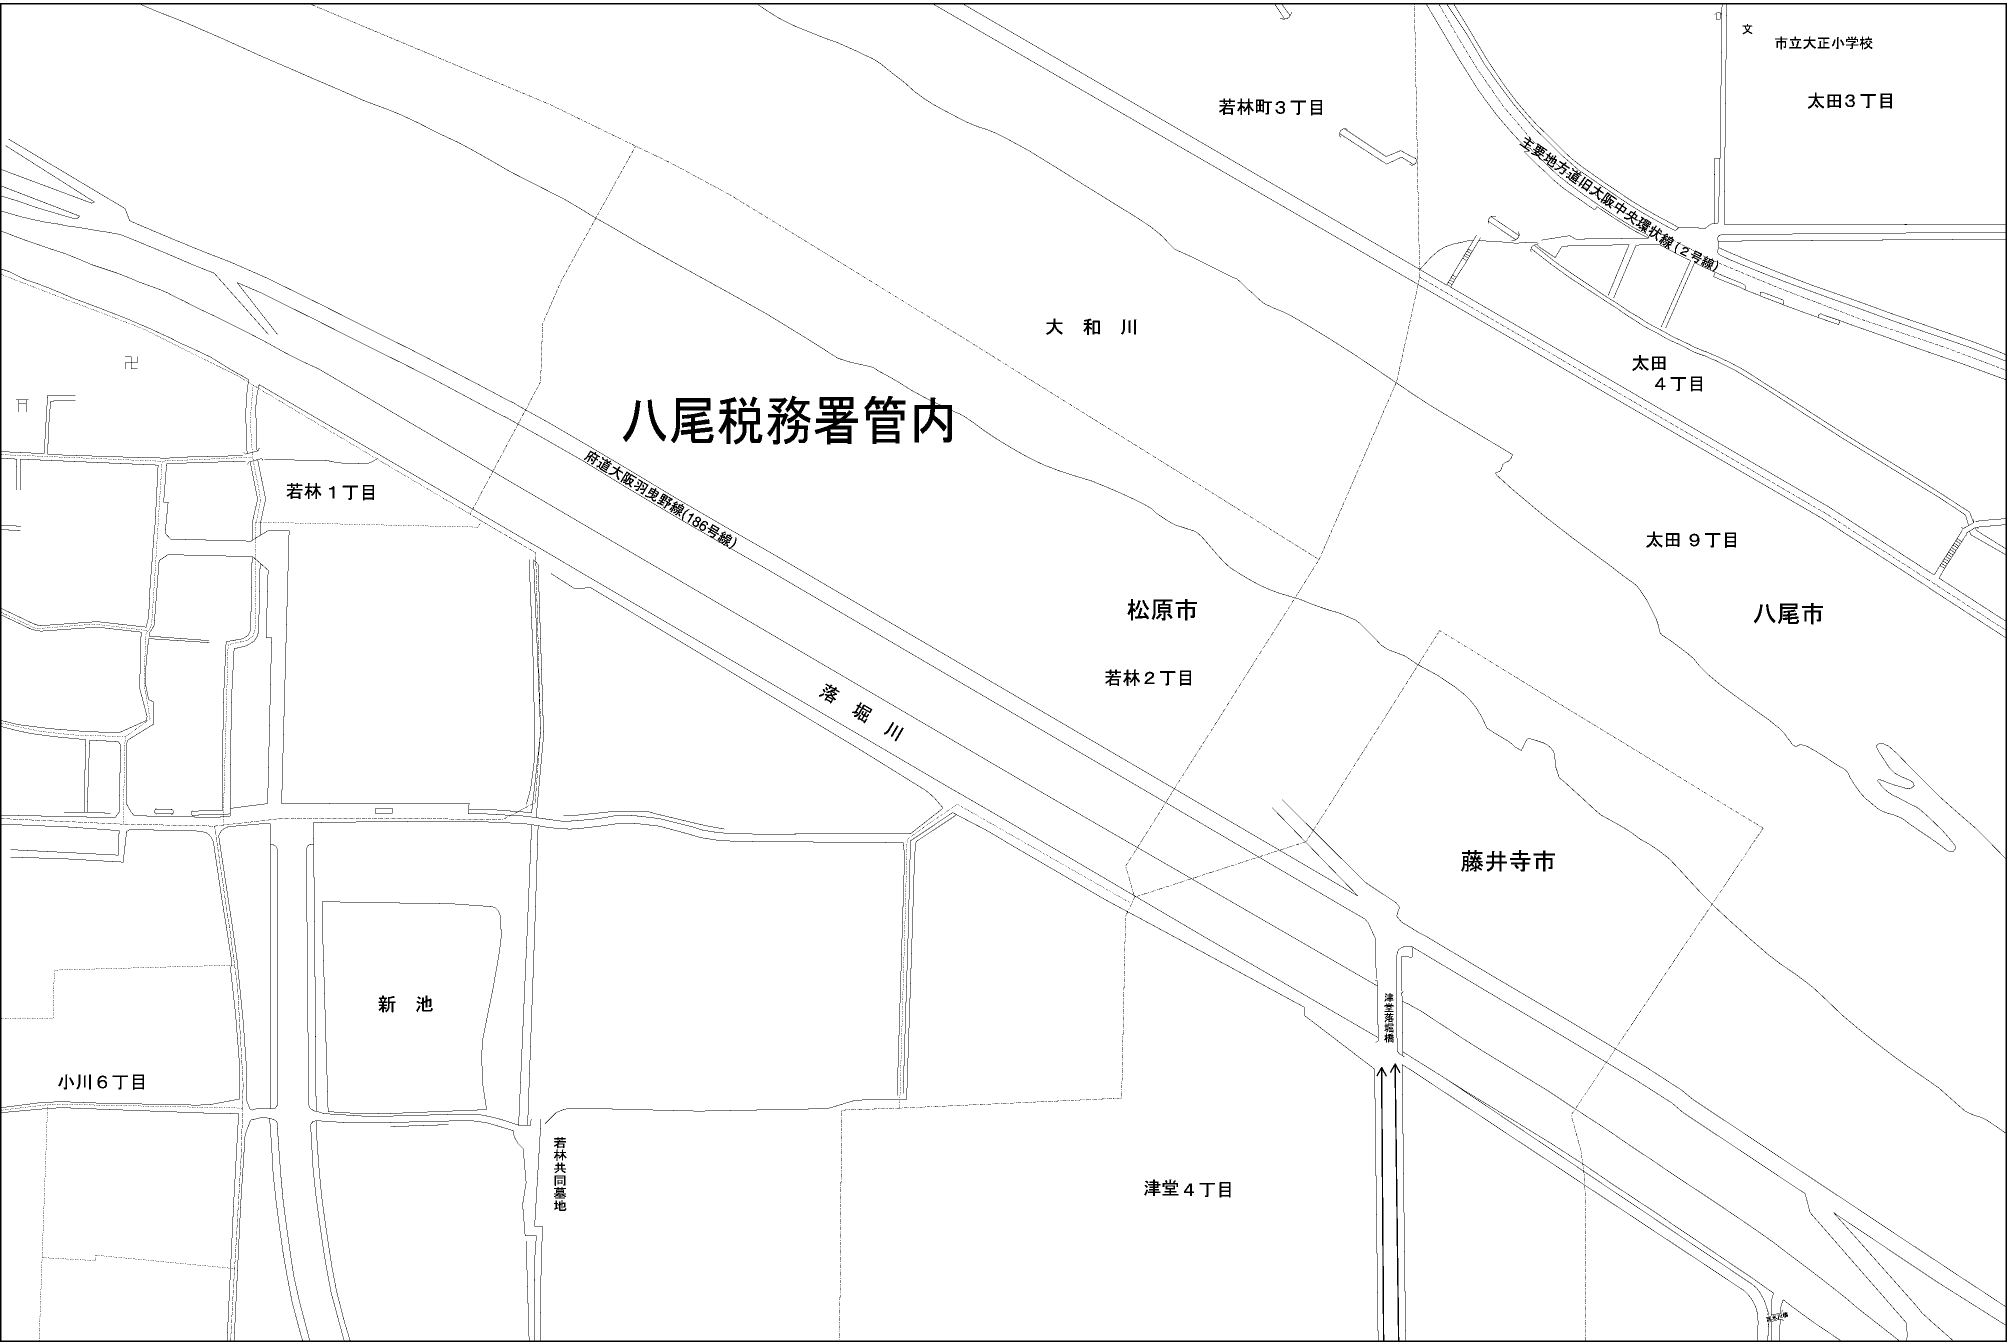 文
市立大正小学校
太田３丁目
若林町３丁目
主要地方道旧大阪中央環状線（２号線）
大和川
太田
４丁目
八尾税務署管内
府道大阪羽曳野線（186号線）
若林１丁目
太田９丁目
松原市
八尾市
若林２丁目
落堀川
藤井寺市
新池
津堂落堀橋
小川６丁目
若林共同墓地
津堂４丁目